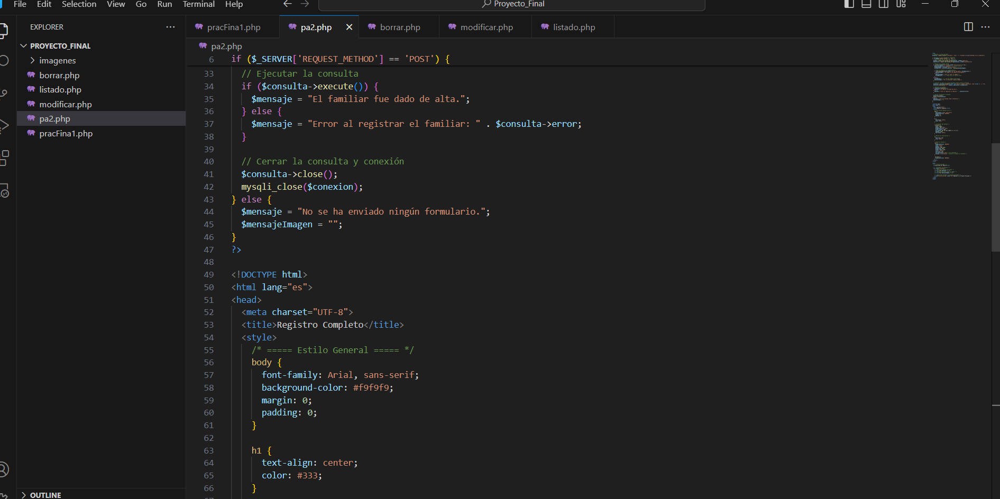 File Edit Selection View Go Run Terminal Help
Proyecto_Final
EXPLORER
PROYECTO_FINAL
imagenes
borrar.php
listado.php
modificar.php
pa2.php
pracFina1.php
OUTLINE
pracFina1.php pa2.php borrar.php modificar.php listado.php
pa2.php
6 if ($_SERVER['REQUEST_METHOD'] == 'POST') {
33 // Ejecutar la consulta
34 if ($consulta->execute()) {
35 $mensaje = "El familiar fue dado de alta.";
36 } else {
37 $mensaje = "Error al registrar el familiar: " . $consulta->error;
38 }
39
40 // Cerrar la consulta y conexión
41 $consulta->close();
42 mysqli_close($conexion);
43 } else {
44 $mensaje = "No se ha enviado ningún formulario.";
45 $mensajeImagen = "";
46 }
47 ?>
48
49 <!DOCTYPE html>
50 <html lang="es">
51 <head>
52 <meta charset="UTF-8">
53 <title>Registro Completo</title>
54 <style>
55 /* ===== Estilo General ===== */
56 body {
57 font-family: Arial, sans-serif;
58 background-color: #f9f9f9;
59 margin: 0;
60 padding: 0;
61 }
62
63 h1 {
64 text-align: center;
65 color: #333;
66 }